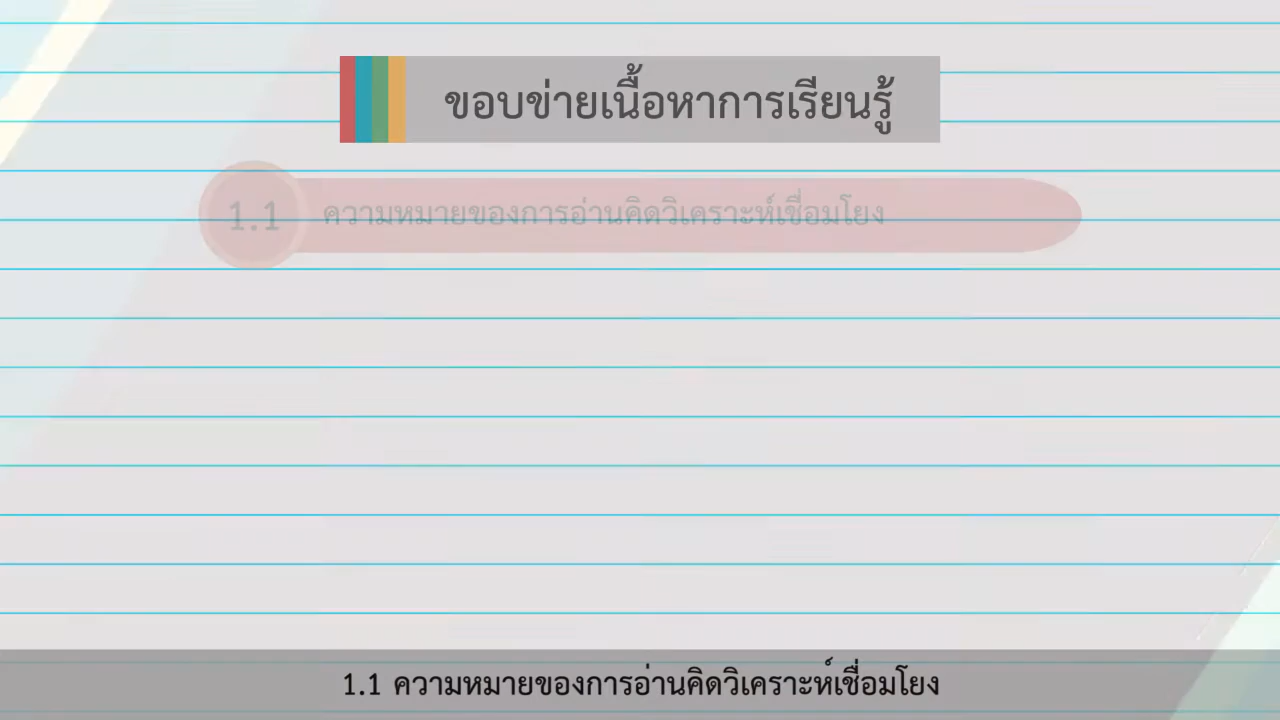 ขอบข่ายเนื้อหาการเรียนรู้
1.1 ความหมายของการอ่านคิดวิเคราะห์เชื่อมโยง
1.1 ความหมายของการอ่านคิดวิเคราะห์เชื่อมโยง